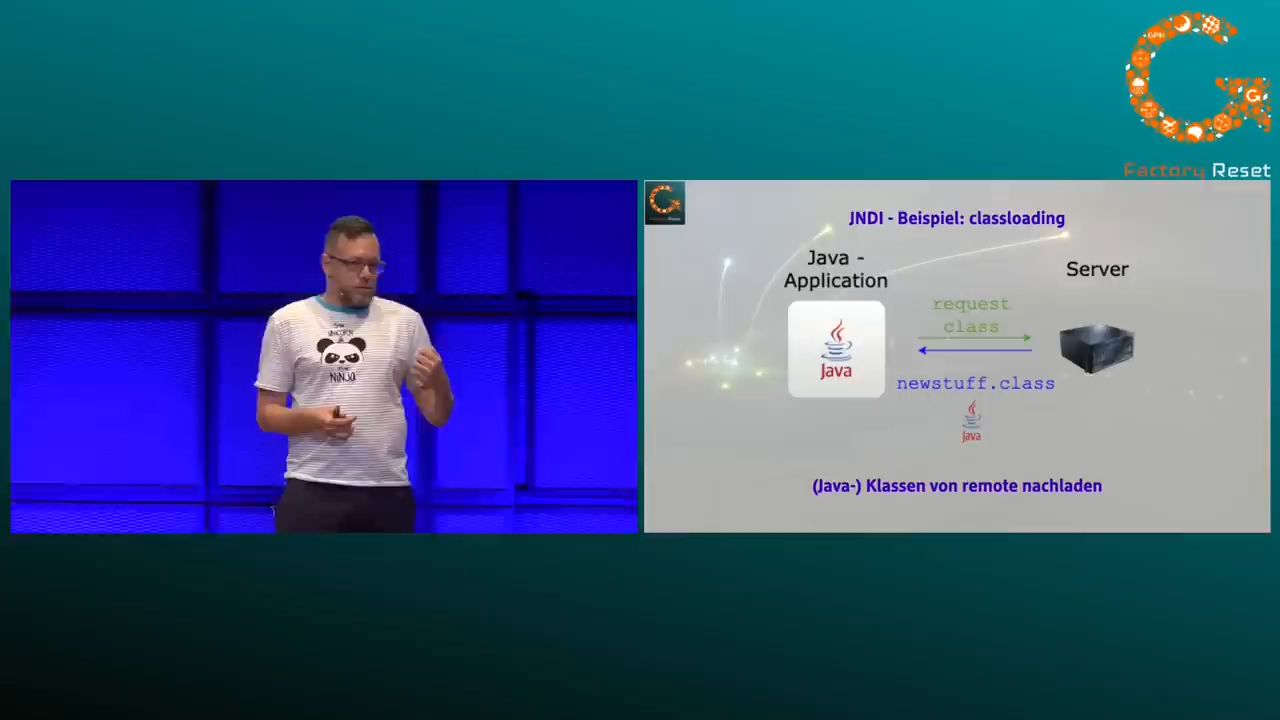 GPN
G
Factory Reset
UNICORN
NiNJA
JNDI - Beispiel: classloading
Java -
Application
Server
request
class
Java
newstuff.class
Java
(Java-) Klassen von remote nachladen